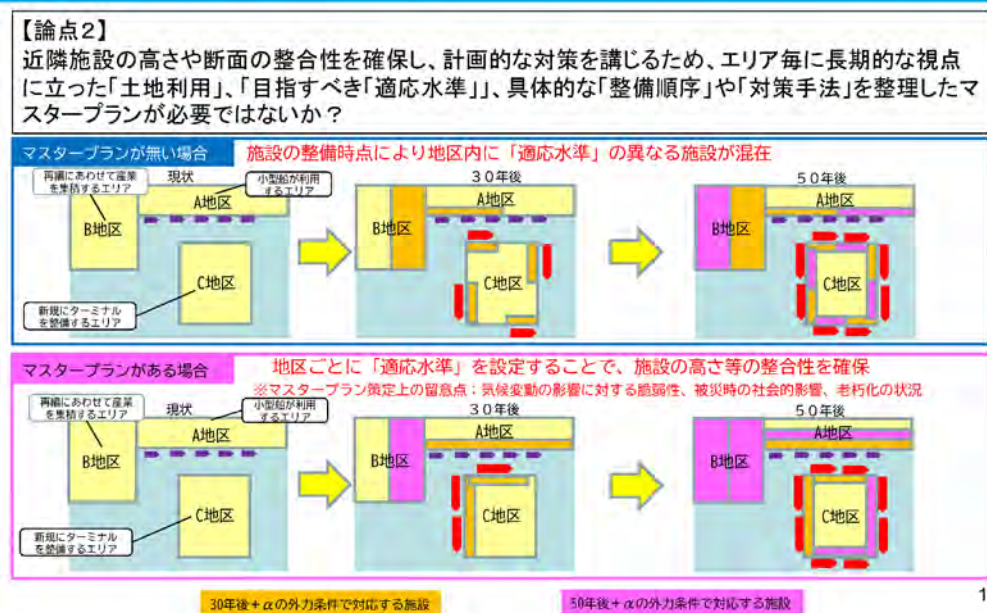 【論点2】
近隣施設の高さや断面の整合性を確保し、計画的な対策を講じるため、エリア毎に長期的な視点
に立った「土地利用」、「目指すべき「適応水準」」、具体的な「整備順序」や「対策手法」を整理したマ
スタープランが必要ではないか？
マスタープランが無い場合
施設の整備時点により地区内に「適応水準」の異なる施設が混在
再編にあわせて産業
を集積するエリア
現状
小型船が利用
するエリア
A地区
B地区
C地区
新規にターミナル
を整備するエリア
３０年後
A地区
B地区
C地区
５０年後
A地区
B地区
C地区
マスタープランがある場合
地区ごとに「適応水準」を設定することで、施設の高さ等の整合性を確保
※マスタープラン策定上の留意点：気候変動の影響に対する脆弱性、被災時の社会的影響、老朽化の状況
再編にあわせて産業
を集積するエリア
現状
小型船が利用
するエリア
A地区
B地区
C地区
新規にターミナル
を整備するエリア
３０年後
A地区
B地区
C地区
５０年後
A地区
B地区
C地区
30年後+αの外力条件で対応する施設
50年後+αの外力条件で対応する施設
1